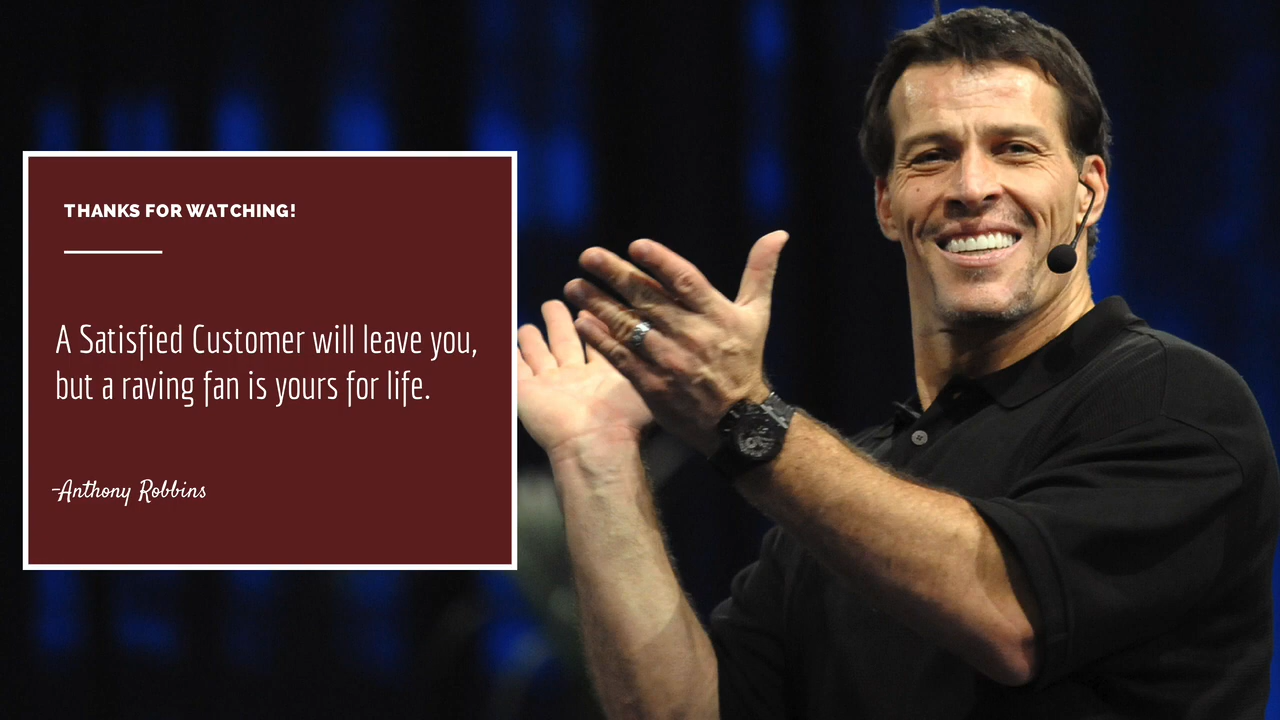 THANKS FOR WATCHING!
A Satisfied Customer will leave you,
but a raving fan is yours for life.
-Anthony Robbins